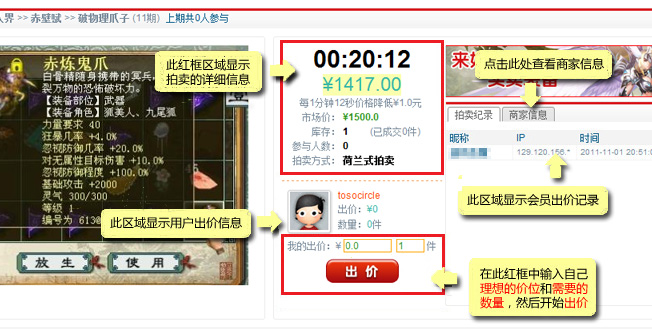 人界 >> 赤壁赋 >> 破物理爪子 (11期) 上期共0人参与
赤炼鬼爪
白骨精随身携带的冥兵,
裂万物的恐怖破坏力。
【装备部位】武器
【装备角色】狐美人、九尾狐
力量要求 40
狂暴几率 +4.0%
忽视防御几率 +20.0%
对无属性目标伤害 +10.0%
忽视防御程度 +100.0%
基础攻击 +2000
灵气 300/300
等级 1
编号为 6136
放 生
使 用
此红框区域显示
拍卖的详细信息
此区域显示用户出价信息
00:20:12
¥1417.00
每1分钟12秒价格降低¥1.0元
市场价: ¥1500.0
库存: 1 (已成交0件)
参与人数: 0
拍卖方式: 荷兰式拍卖
tosocircle
出价: ¥0
数量: 0件
我的出价: ¥ 0.0 1 件
出 价
点击此处查看商家信息
拍卖纪录 商家信息
昵称 IP 时间
129.120.156.* 2011-11-01 20:51:0
此区域显示会员出价记录
在此红框中输入自己
理想的价位和需要的
数量，然后开始出价